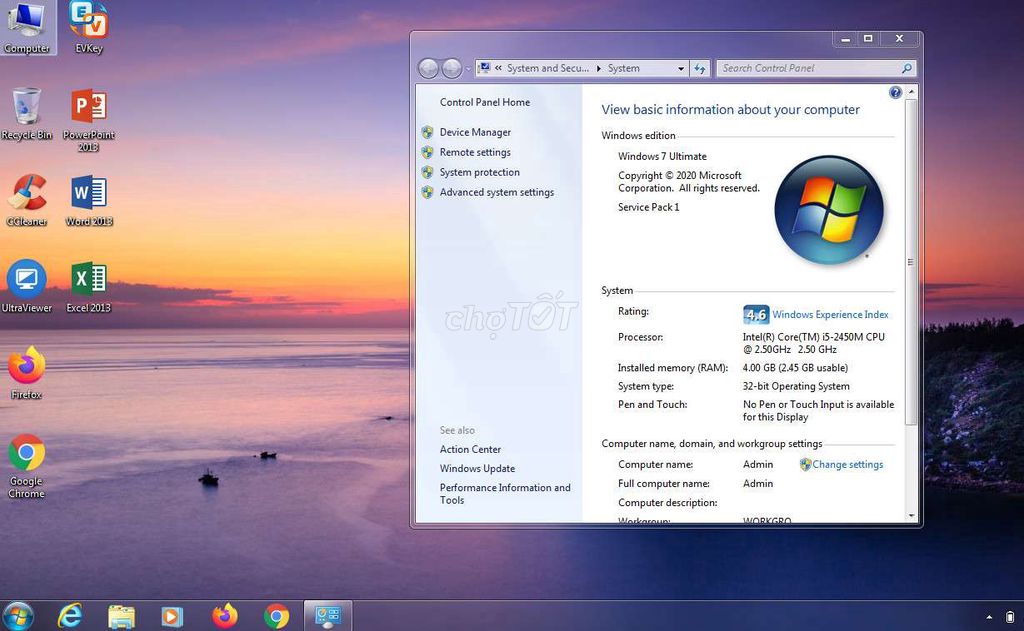 Computer
EVKey
Recycle Bin
PowerPoint
2013
CCleaner
Word 2013
UltraViewer
Excel 2013
Firefox
Google
Chrome
« System and Secu... ▸ System
Search Control Panel
Control Panel Home
Device Manager
Remote settings
System protection
Advanced system settings
See also
Action Center
Windows Update
Performance Information and
Tools
View basic information about your computer
Windows edition
Windows 7 Ultimate
Copyright © 2020 Microsoft
Corporation. All rights reserved.
Service Pack 1
System
Rating:
4,6 Windows Experience Index
Processor:
Intel(R) Core(TM) i5-2450M CPU
@ 2.50GHz 2.50 GHz
Installed memory (RAM):
4.00 GB (2.45 GB usable)
System type:
32-bit Operating System
Pen and Touch:
No Pen or Touch Input is available
for this Display
Computer name, domain, and workgroup settings
Computer name:
Admin
Change settings
Full computer name:
Admin
Computer description:
Workgroup:
WORKGRO
chợTỐT